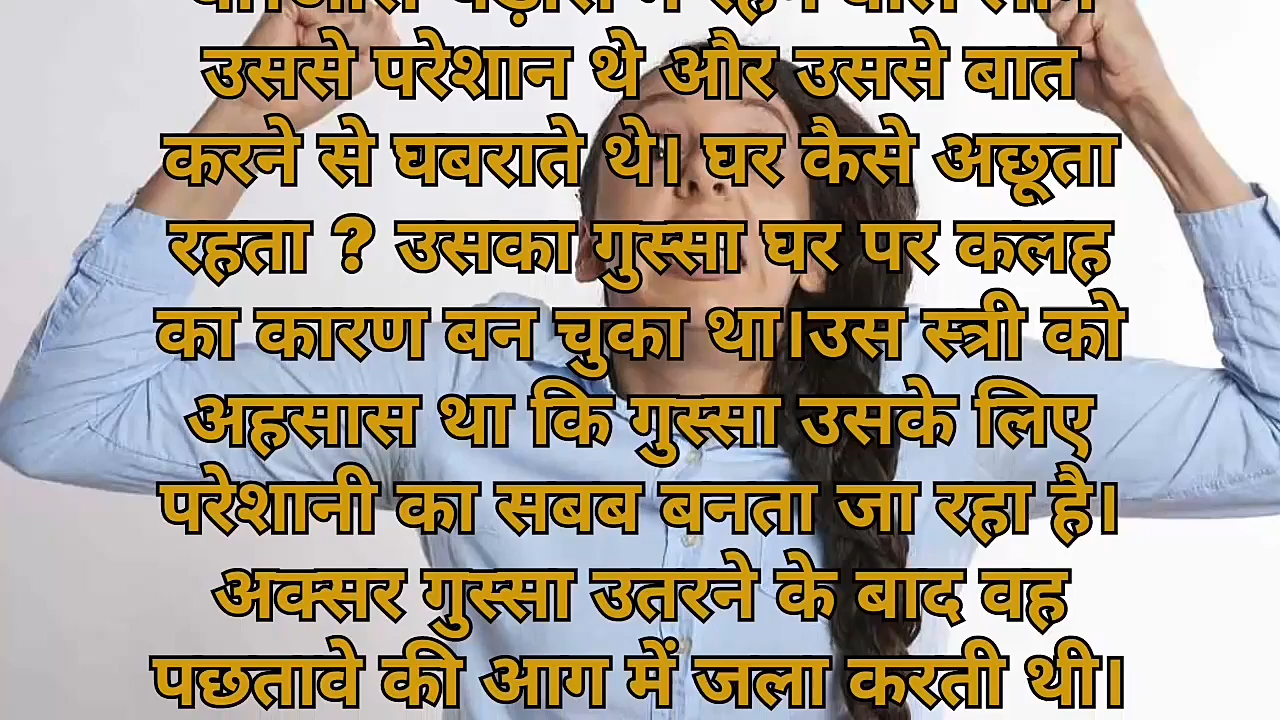 उससे परेशान थे और उससे बात
करने से घबराते थे। घर कैसे अछूता
रहता ? उसका गुस्सा घर पर कलह
का कारण बन चुका था।उस स्त्री को
अहसास था कि गुस्सा उसके लिए
परेशानी का सबब बनता जा रहा है।
अक्सर गुस्सा उतरने के बाद वह
पछतावे की आग में जला करती थी।